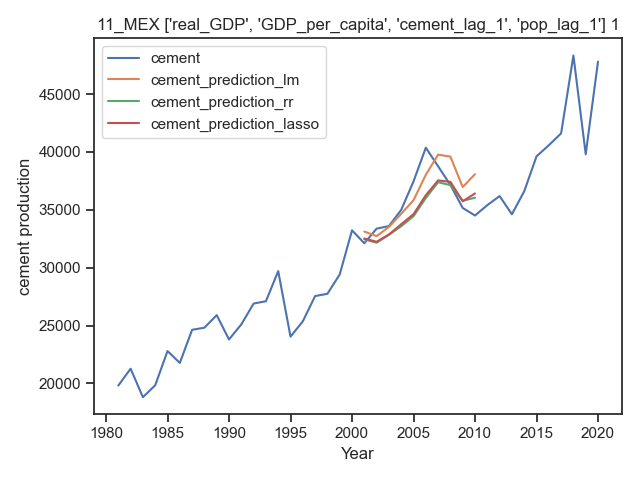 11_MEX ['real_GDP', 'GDP_per_capita', 'cement_lag_1', 'pop_lag_1'] 1
cement
cement_prediction_lm
cement_prediction_rr
cement_prediction_lasso
cement production
45000
40000
35000
30000
25000
20000
1980 1985 1990 1995 2000 2005 2010 2015 2020
Year